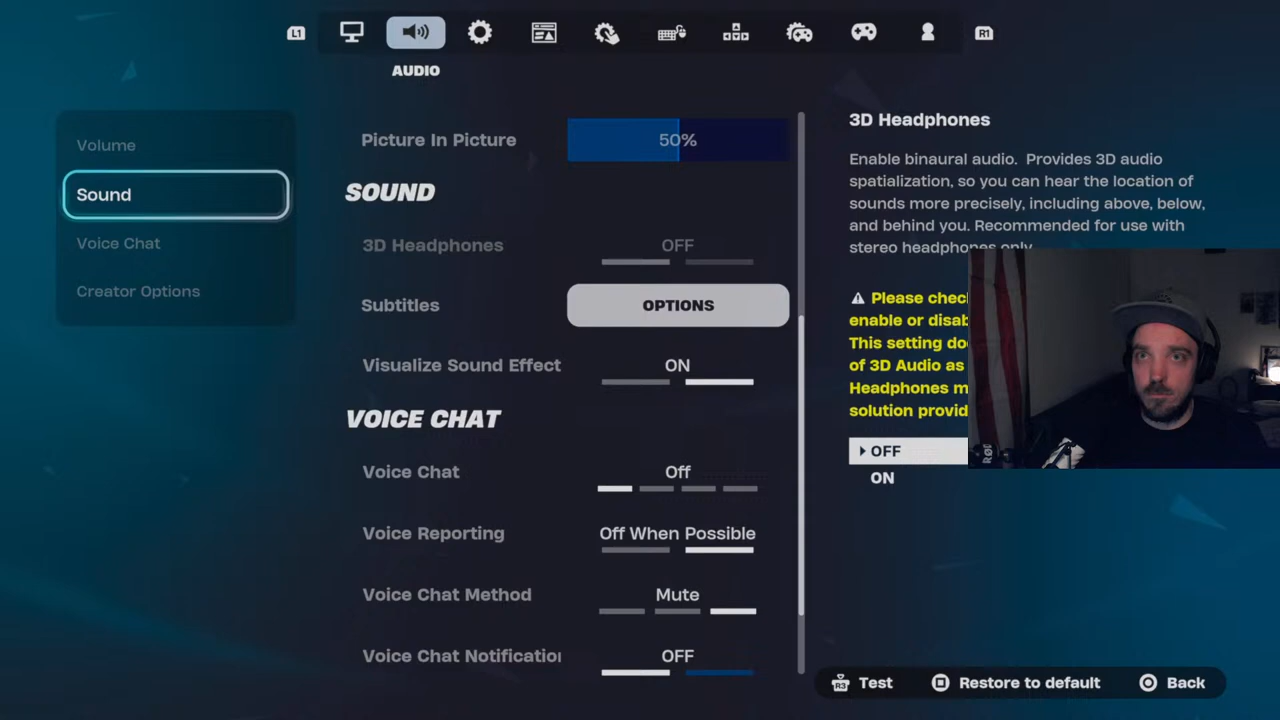 L1
R1
AUDIO
Volume
Sound
Voice Chat
Creator Options
Picture In Picture 50%
SOUND
3D Headphones OFF
Subtitles OPTIONS
Visualize Sound Effect ON
VOICE CHAT
Voice Chat Off
Voice Reporting Off When Possible
Voice Chat Method Mute
Voice Chat Notification OFF
3D Headphones
Enable binaural audio. Provides 3D audio
spatialization, so you can hear the location of
sounds more precisely, including above, below,
and behind you. Recommended for use with
stereo headphones only
Please chec
enable or disab
This setting do
of 3D Audio as
Headphones m
solution provid
OFF
ON
RØD
R3 Test Restore to default Back